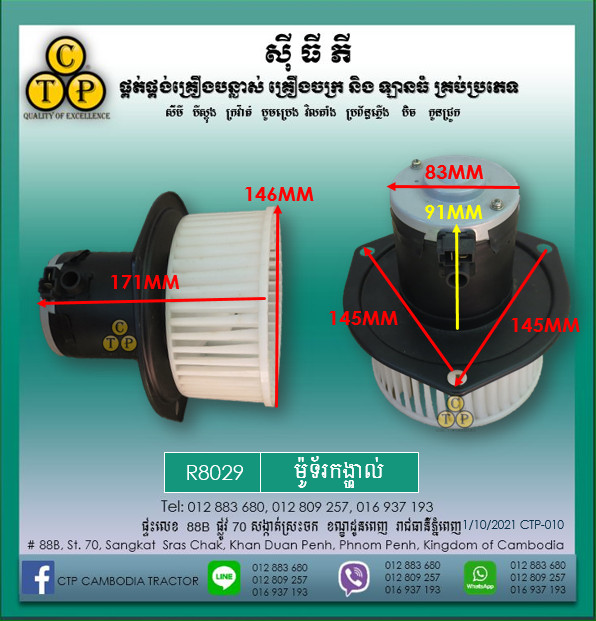 C
T P
QUALITY OF EXCELLENCE
ស៊ី ធី ភី
ផ្គត់ផ្គង់គ្រឿងបន្លាស់ គ្រឿងចក្រ និង ឡានធំ គ្រប់ប្រភេទ
ស៊ីមី ប៊ីស្តុង ក្រវ៉ាត់ បូមប្រេង វិលតាំង ប្រព័ន្ធភ្លើង ប៊ិច កូនជ្រូក
146MM
171MM
83MM
91MM
145MM
145MM
C
T P
C
T P
R8029
ម៉ូទ័រកង្ហាល់
Tel: 012 883 680, 012 809 257, 016 937 193
ផ្ទះលេខ 88B ផ្លូវ 70 សង្កាត់ស្រះចក ខណ្ឌដូនពេញ រាជធានីភ្នំពេញ
1/10/2021 CTP-010
# 88B, St. 70, Sangkat Sras Chak, Khan Duan Penh, Phnom Penh, Kingdom of Cambodia
CTP CAMBODIA TRACTOR
LINE
012 883 680
012 809 257
016 937 193
012 883 680
012 809 257
016 937 193
WhatsApp
012 883 680
012 809 257
016 937 193